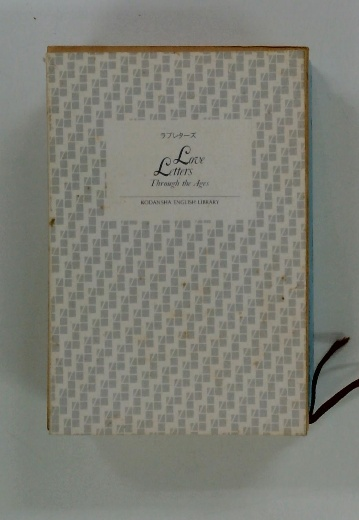 ラブレターズ
Love
Letters
Through the Ages
KODANSHA ENGLISH LIBRARY